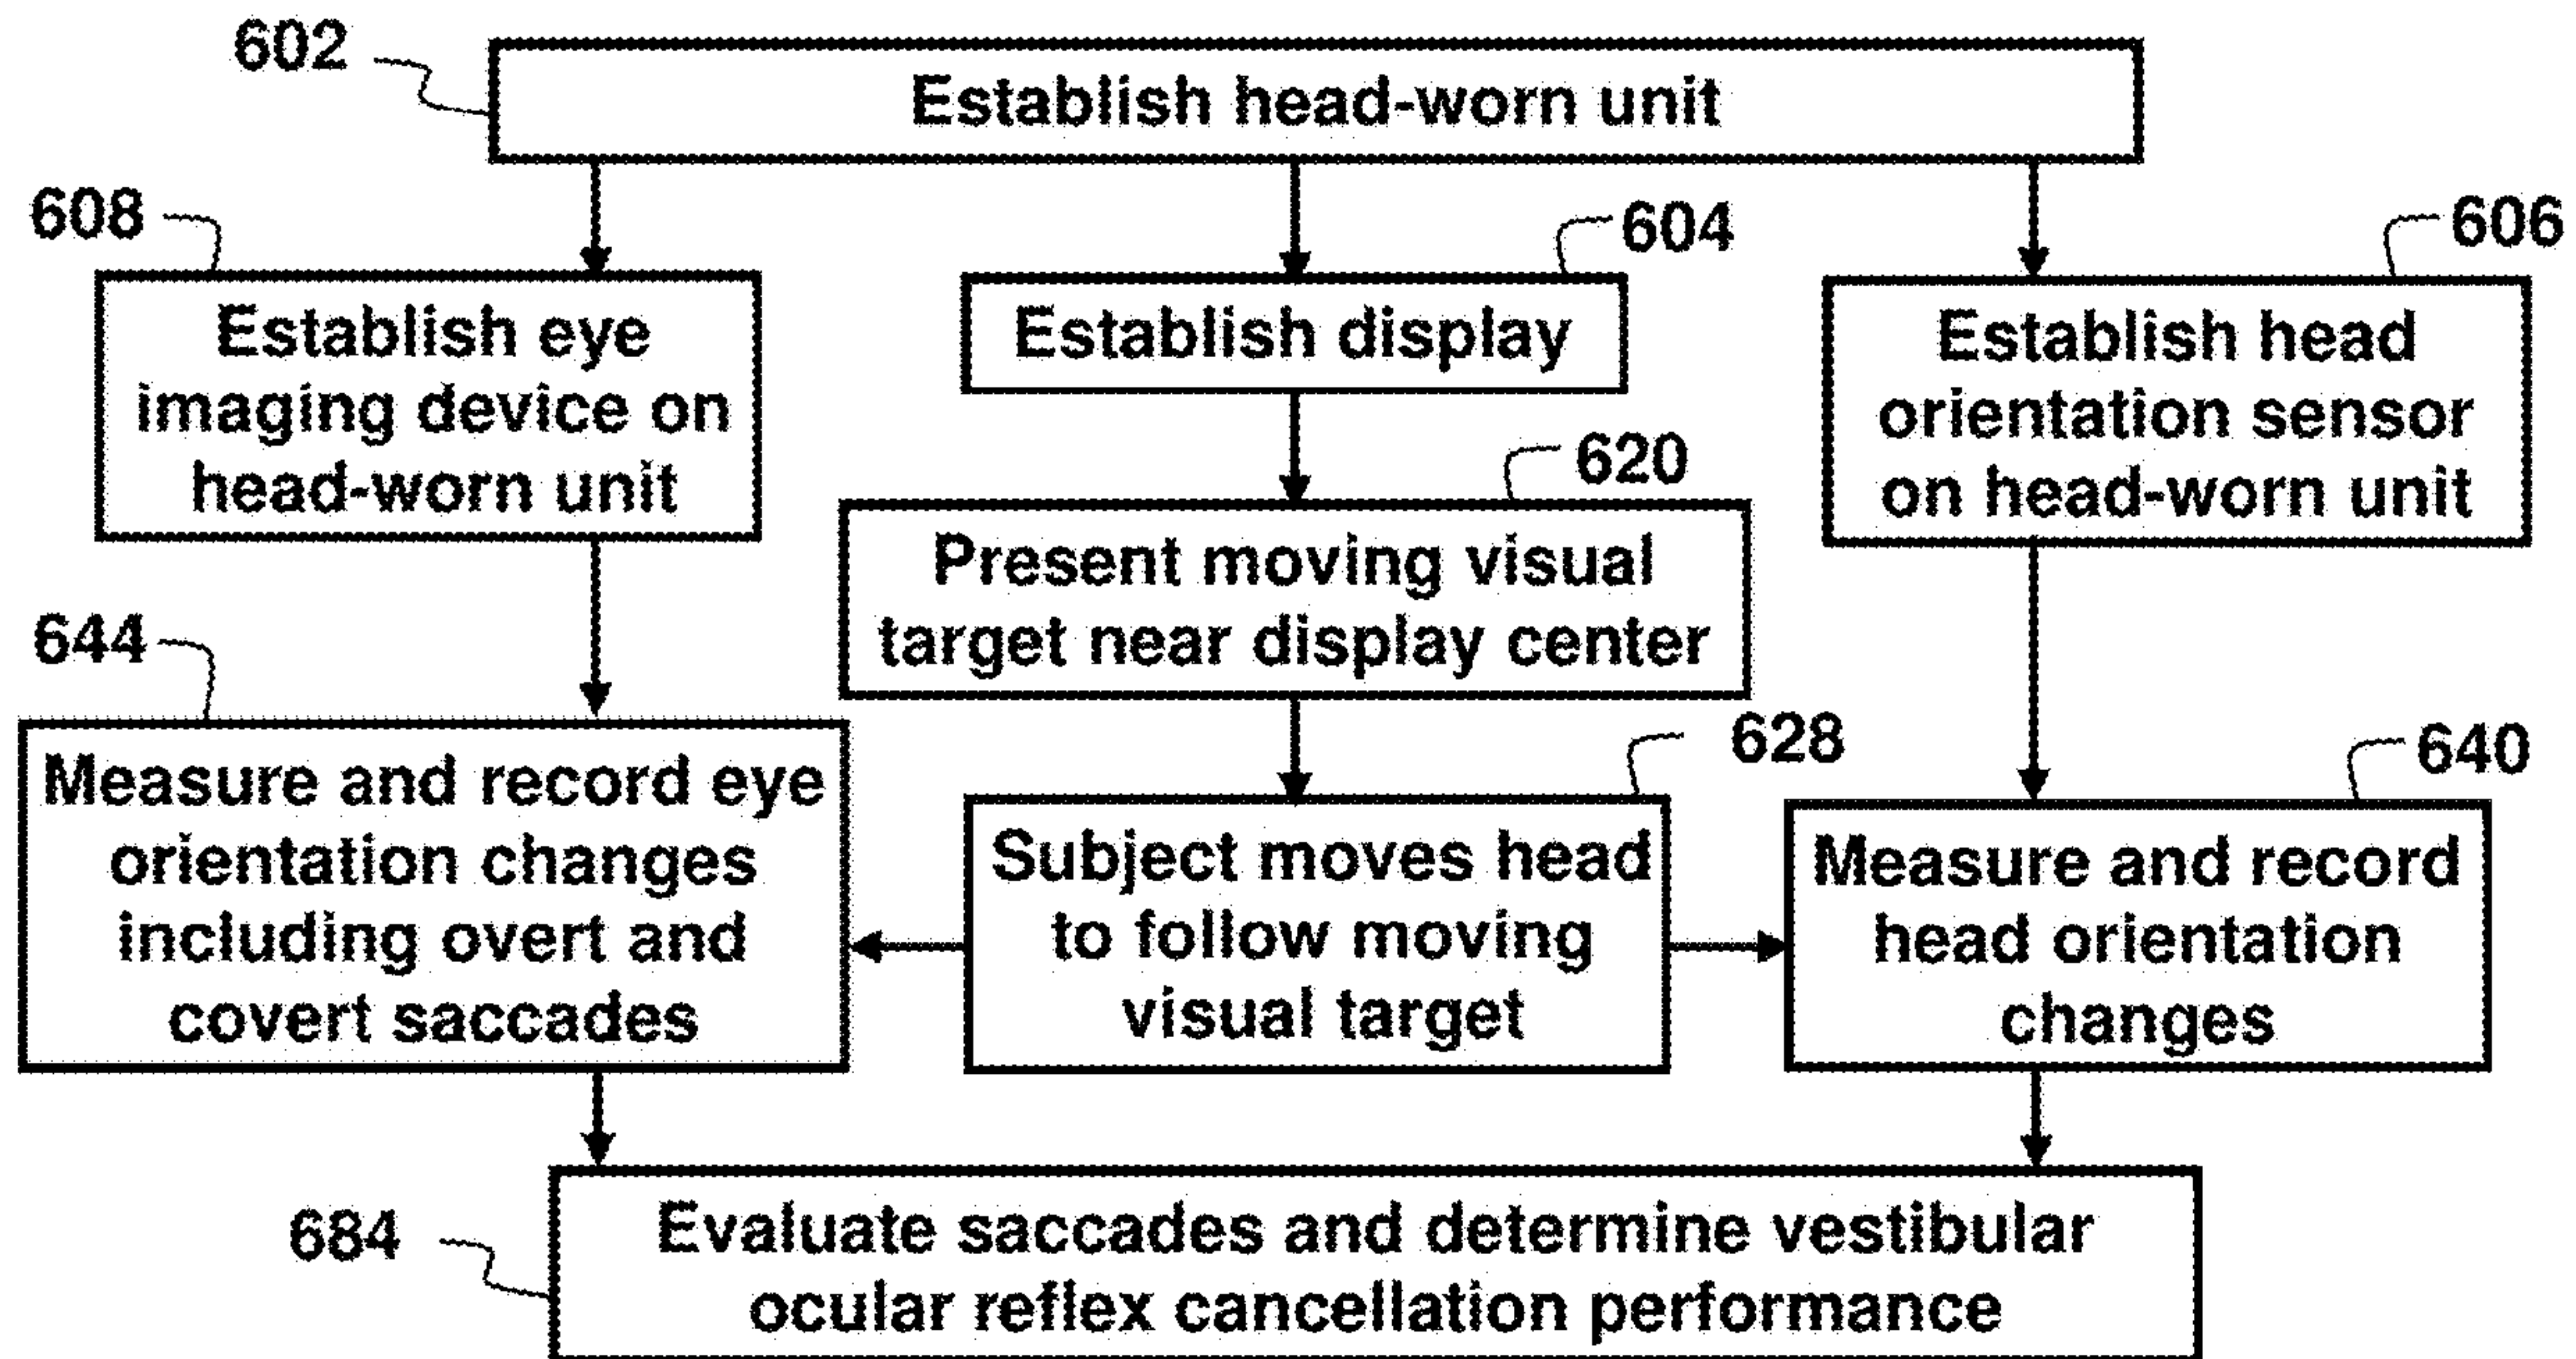 602
Establish head-worn unit
608
604
606
Establish eye
imaging device on
head-worn unit
Establish display
Establish head
orientation sensor
on head-worn unit
620
Present moving visual
target near display center
644
628
640
Measure and record eye
orientation changes
including overt and
covert saccades
Subject moves head
to follow moving
visual target
Measure and record
head orientation
changes
684
Evaluate saccades and determine vestibular
ocular reflex cancellation performance